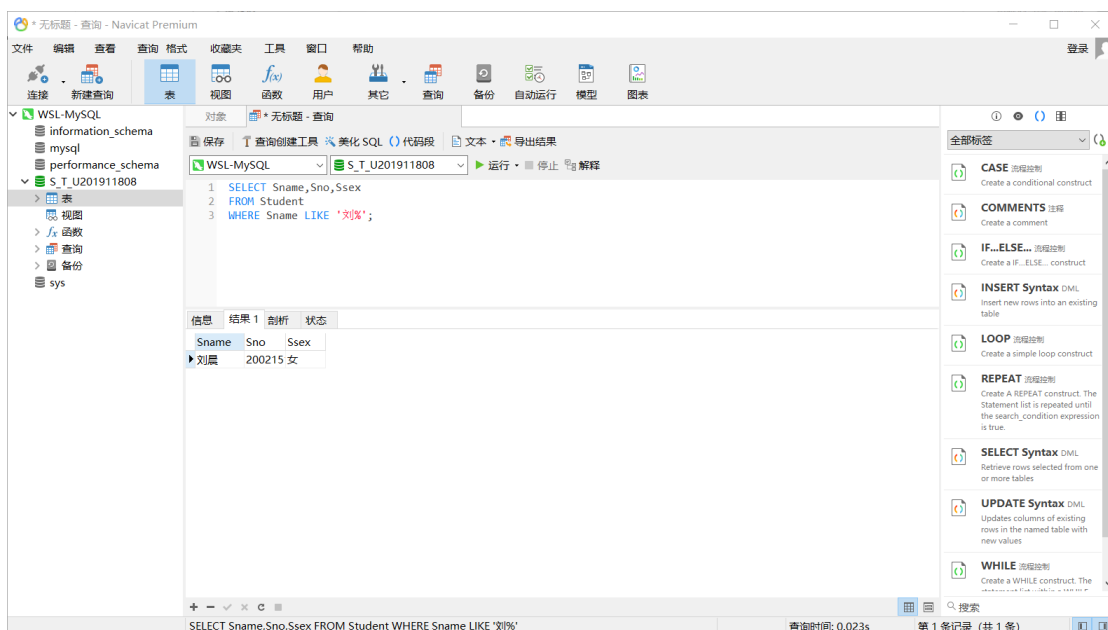 * 无标题 - 查询 - Navicat Premium
文件 编辑 查看 查询 格式 收藏夹 工具 窗口 帮助 登录
连接 新建查询 表 视图 函数 用户 其它 查询 备份 自动运行 模型 图表
WSL-MySQL
information_schema
mysql
performance_schema
S_T_U201911808
表
视图
函数
查询
备份
sys
对象 * 无标题 - 查询
保存 查询创建工具 美化 SQL () 代码段 文本 导出结果
WSL-MySQL S_T_U201911808 运行 停止 解释
1 SELECT Sname,Sno,Ssex
2 FROM Student
3 WHERE Sname LIKE '刘%';
信息 结果 1 剖析 状态
Sname Sno Ssex
刘晨 200215 女
全部标签
CASE 流程控制
Create a conditional construct
COMMENTS 注释
Create a comment
IF...ELSE... 流程控制
Create a IF...ELSE... construct
INSERT Syntax DML
Insert new rows into an existing
table
LOOP 流程控制
Create a simple loop construct
REPEAT 流程控制
Create A REPEAT construct. The
Statement list is repeated until
the search_condition expression
is true.
SELECT Syntax DML
Retrieve rows selected from one
or more tables
UPDATE Syntax DML
Updates columns of existing
rows in the named table with
new values
WHILE 流程控制
Create a WHILE construct. The
statement list within a WHILE
搜索
SELECT Sname,Sno,Ssex FROM Student WHERE Sname LIKE '刘%' 查询时间: 0.023s 第 1 条记录 (共 1 条)